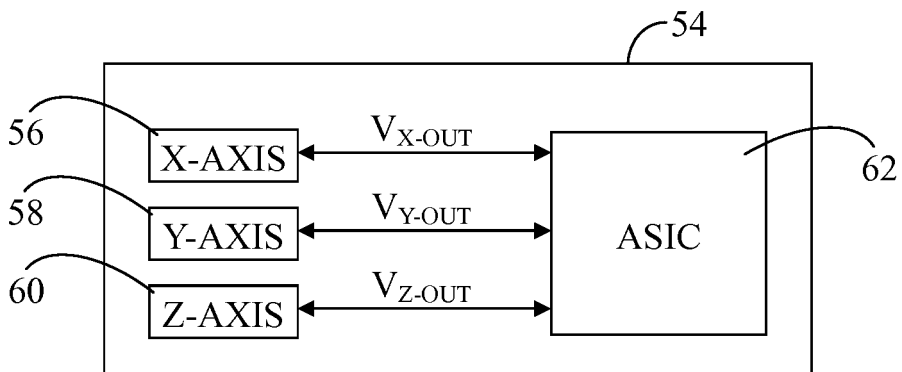 54
56
X-AXIS
V_X-OUT
62
58
Y-AXIS
V_Y-OUT
ASIC
60
Z-AXIS
V_Z-OUT